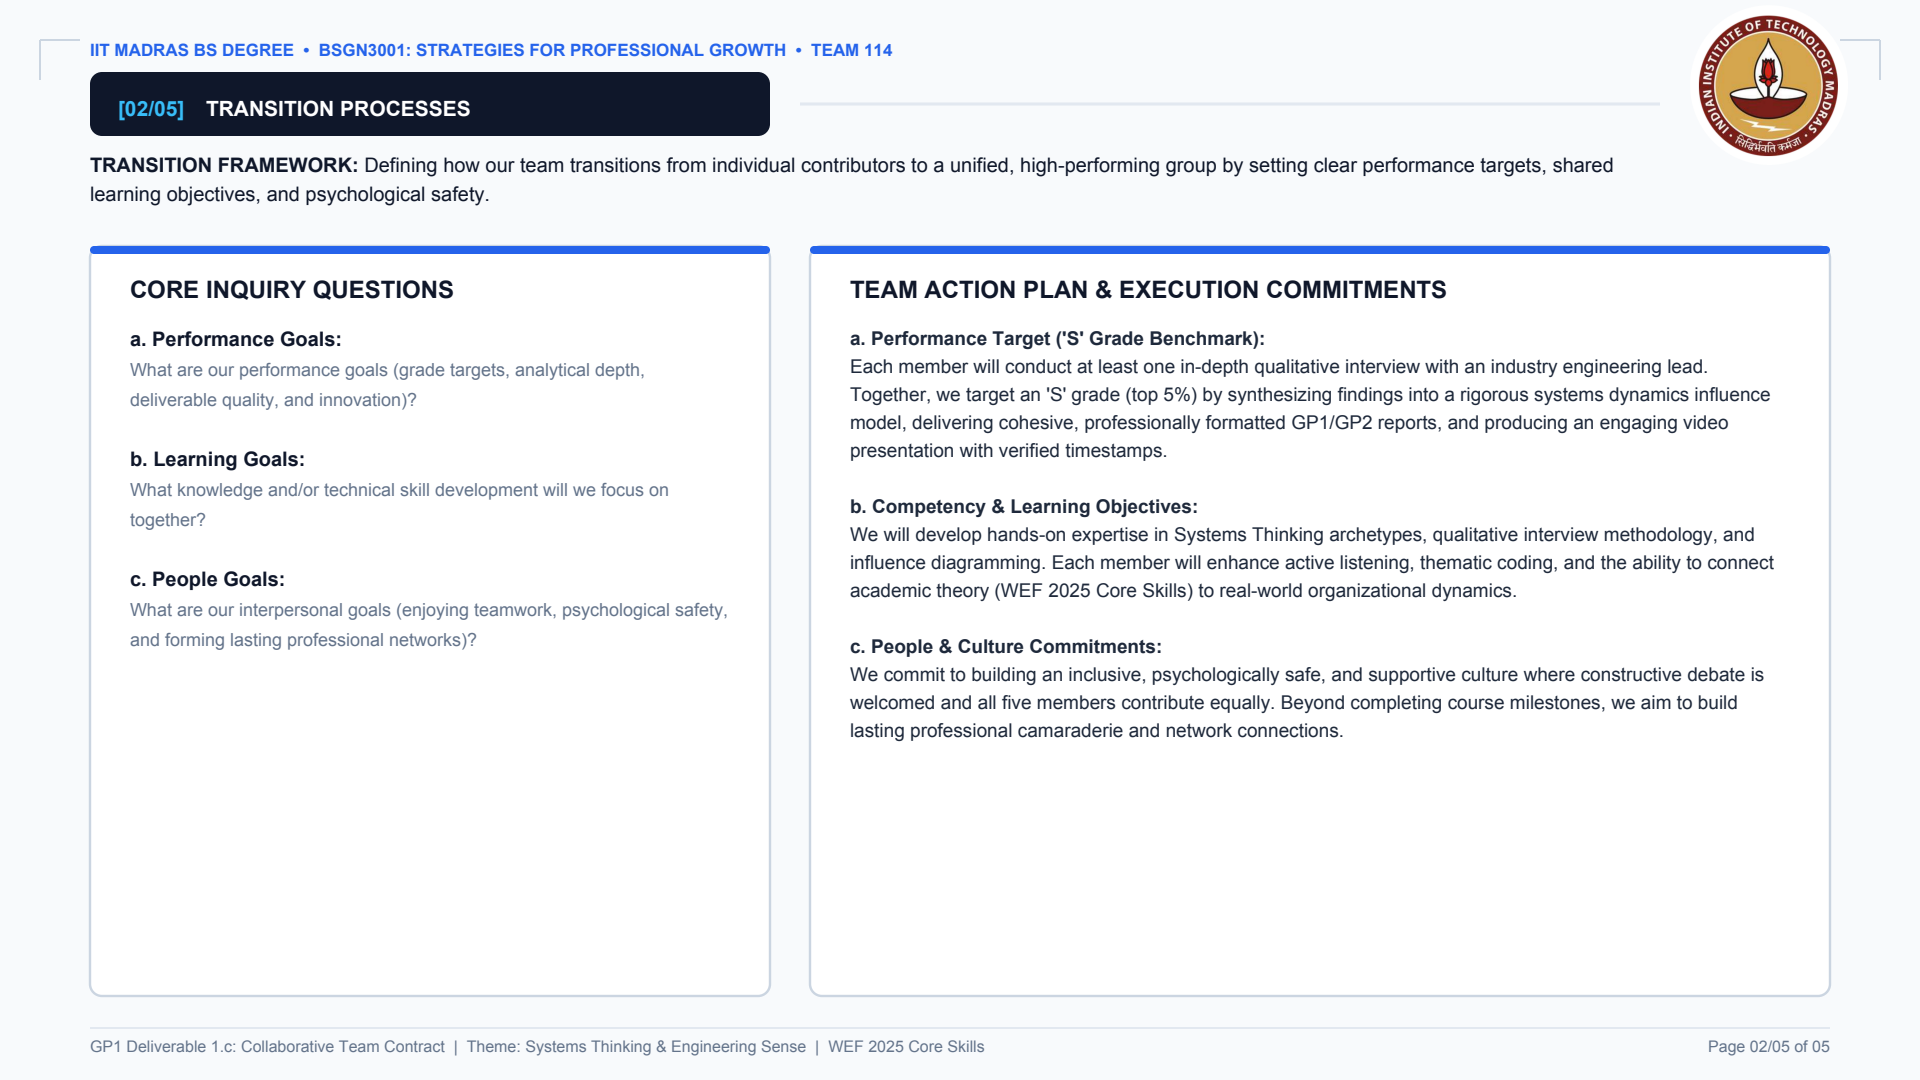 IIT MADRAS BS DEGREE • BSGN3001: STRATEGIES FOR PROFESSIONAL GROWTH • TEAM 114
[02/05] TRANSITION PROCESSES
INDIAN INSTITUTE OF TECHNOLOGY MADRAS
सिद्धिर्भवति कर्मजा
TRANSITION FRAMEWORK: Defining how our team transitions from individual contributors to a unified, high-performing group by setting clear performance targets, shared
learning objectives, and psychological safety.
CORE INQUIRY QUESTIONS
a. Performance Goals:
What are our performance goals (grade targets, analytical depth,
deliverable quality, and innovation)?
b. Learning Goals:
What knowledge and/or technical skill development will we focus on
together?
c. People Goals:
What are our interpersonal goals (enjoying teamwork, psychological safety,
and forming lasting professional networks)?
TEAM ACTION PLAN & EXECUTION COMMITMENTS
a. Performance Target ('S' Grade Benchmark):
Each member will conduct at least one in-depth qualitative interview with an industry engineering lead.
Together, we target an 'S' grade (top 5%) by synthesizing findings into a rigorous systems dynamics influence
model, delivering cohesive, professionally formatted GP1/GP2 reports, and producing an engaging video
presentation with verified timestamps.
b. Competency & Learning Objectives:
We will develop hands-on expertise in Systems Thinking archetypes, qualitative interview methodology, and
influence diagramming. Each member will enhance active listening, thematic coding, and the ability to connect
academic theory (WEF 2025 Core Skills) to real-world organizational dynamics.
c. People & Culture Commitments:
We commit to building an inclusive, psychologically safe, and supportive culture where constructive debate is
welcomed and all five members contribute equally. Beyond completing course milestones, we aim to build
lasting professional camaraderie and network connections.
GP1 Deliverable 1.c: Collaborative Team Contract | Theme: Systems Thinking & Engineering Sense | WEF 2025 Core Skills
Page 02/05 of 05